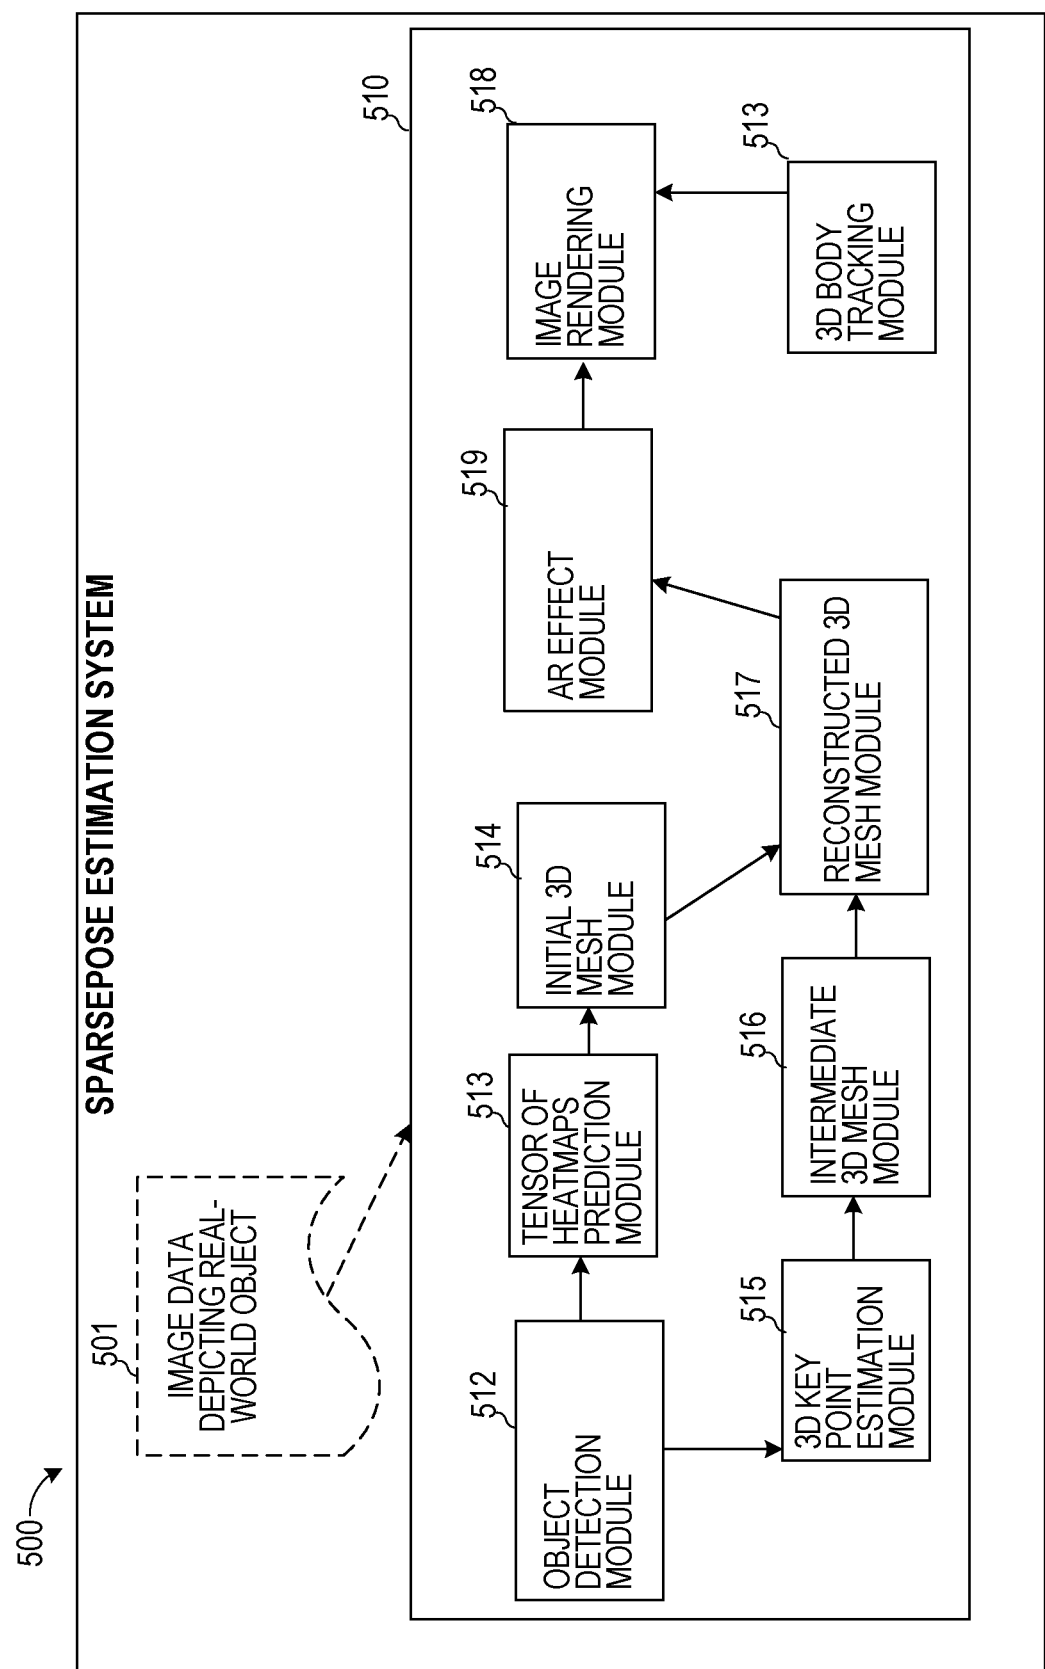 500
SPARSEPOSE ESTIMATION SYSTEM
501
IMAGE DATA
DEPICTING REAL-
WORLD OBJECT
510
512
OBJECT
DETECTION
MODULE
513
TENSOR OF
HEATMAPS
PREDICTION
MODULE
514
INITIAL 3D
MESH
MODULE
519
AR EFFECT
MODULE
518
IMAGE
RENDERING
MODULE
515
3D KEY
POINT
ESTIMATION
MODULE
516
INTERMEDIATE
3D MESH
MODULE
517
RECONSTRUCTED 3D
MESH MODULE
513
3D BODY
TRACKING
MODULE